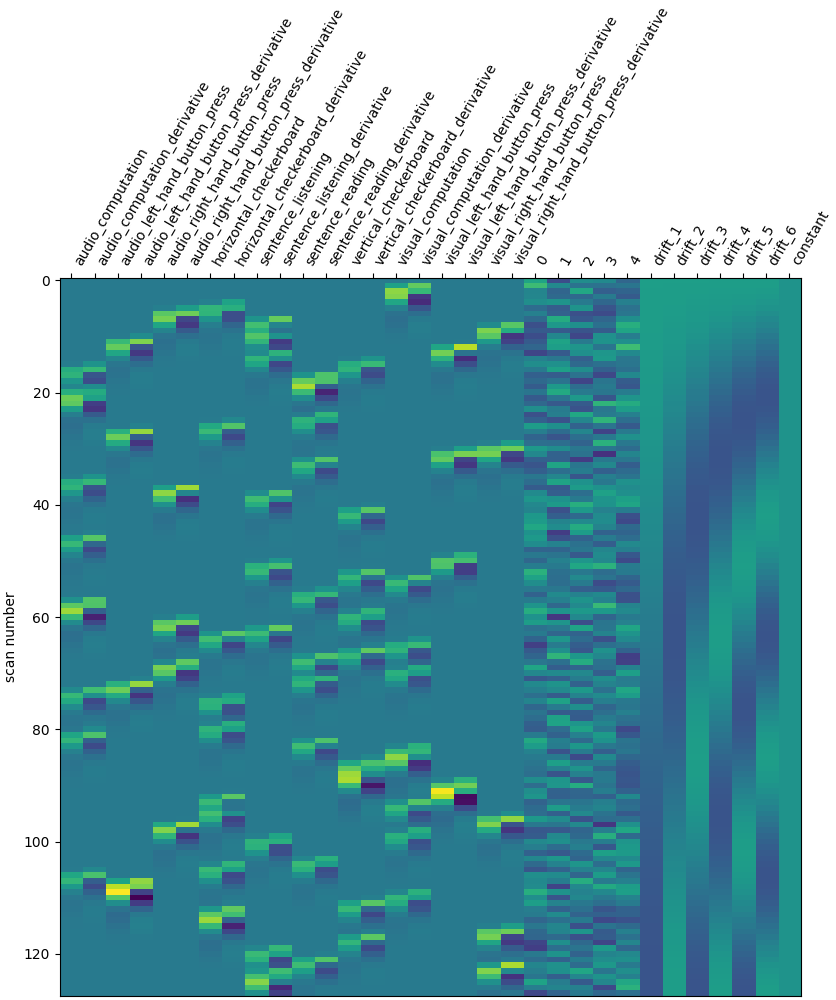 audio_computation
audio_computation_derivative
audio_left_hand_button_press
audio_left_hand_button_press_derivative
audio_right_hand_button_press
audio_right_hand_button_press_derivative
horizontal_checkerboard
horizontal_checkerboard_derivative
sentence_listening
sentence_listening_derivative
sentence_reading
sentence_reading_derivative
vertical_checkerboard
vertical_checkerboard_derivative
visual_computation
visual_computation_derivative
visual_left_hand_button_press
visual_left_hand_button_press_derivative
visual_right_hand_button_press
visual_right_hand_button_press_derivative
0
1
2
3
4
drift_1
drift_2
drift_3
drift_4
drift_5
drift_6
constant
0
20
40
60
80
100
120
scan number